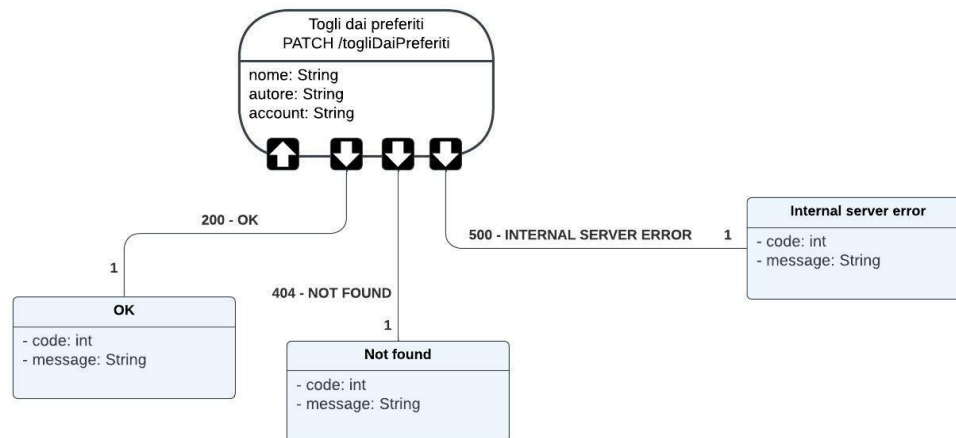 Togli dai preferiti
PATCH /togliDaiPreferiti
nome: String
autore: String
account: String
200 - OK
1
OK
- code: int
- message: String
404 - NOT FOUND
1
Not found
- code: int
- message: String
500 - INTERNAL SERVER ERROR
1
Internal server error
- code: int
- message: String